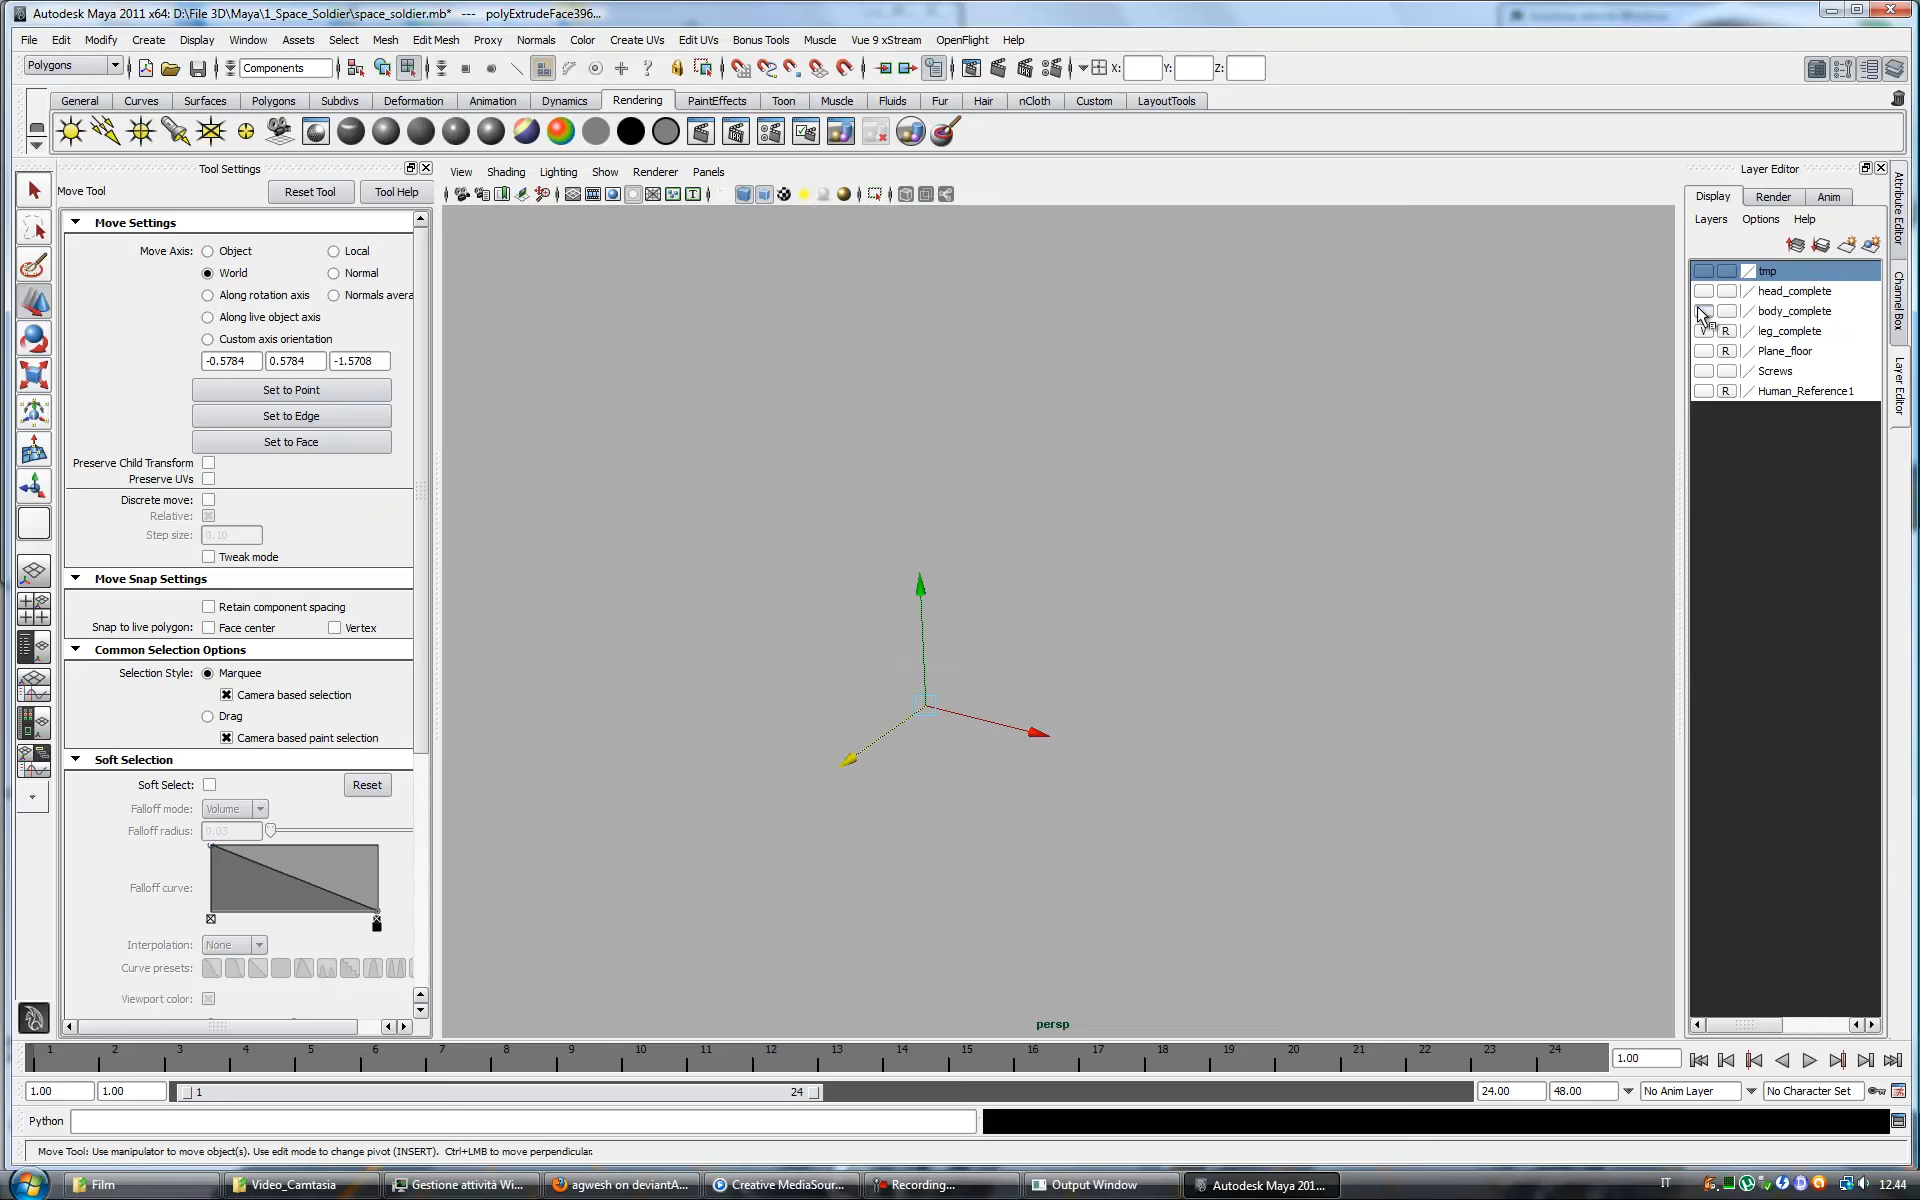 Autodesk Maya 2011 x64: D:\File 3D\Maya\1_Space_Soldier\space_soldier.mb*   ---   polyExtrudeFace396...
File Edit Modify Create Display Window Assets Select Mesh Edit Mesh Proxy Normals Color Create UVs Edit UVs Bonus Tools Muscle Vue 9 xStream OpenFlight Help
Polygons Components X: Y: Z:
General Curves Surfaces Polygons Subdivs Deformation Animation Dynamics Rendering PaintEffects Toon Muscle Fluids Fur Hair nCloth Custom LayoutTools
Tool Settings
Move Tool Reset Tool Tool Help
Move Settings
Move Axis: Object Local
World Normal
Along rotation axis Normals avera
Along live object axis
Custom axis orientation
-0.5784 0.5784 -1.5708
Set to Point
Set to Edge
Set to Face
Preserve Child Transform
Preserve UVs
Discrete move:
Relative:
Step size: 0.10
Tweak mode
Move Snap Settings
Retain component spacing
Snap to live polygon: Face center Vertex
Common Selection Options
Selection Style: Marquee
Camera based selection
Drag
Camera based paint selection
Soft Selection
Soft Select: Reset
Falloff mode: Volume
Falloff radius: 0.03
Falloff curve:
Interpolation: None
Curve presets:
Viewport color:
View Shading Lighting Show Renderer Panels
persp
Layer Editor
Display Render Anim
Layers Options Help
tmp
head_complete
body_complete
V R leg_complete
R Plane_floor
Screws
R Human_Reference1
Attribute Editor
Channel Box
Layer Editor
1 2 3 4 5 6 7 8 9 10 11 12 13 14 15 16 17 18 19 20 21 22 23 24 1.00
1.00 1.00 1 24 24.00 48.00 No Anim Layer No Character Set
Python
Move Tool: Use manipulator to move object(s). Use edit mode to change pivot (INSERT).  Ctrl+LMB to move perpendicular.
Film Video_Camtasia Gestione attività Wi... agwesh on deviantA... Creative MediaSour... Recording... Output Window Autodesk Maya 201... IT 12.44